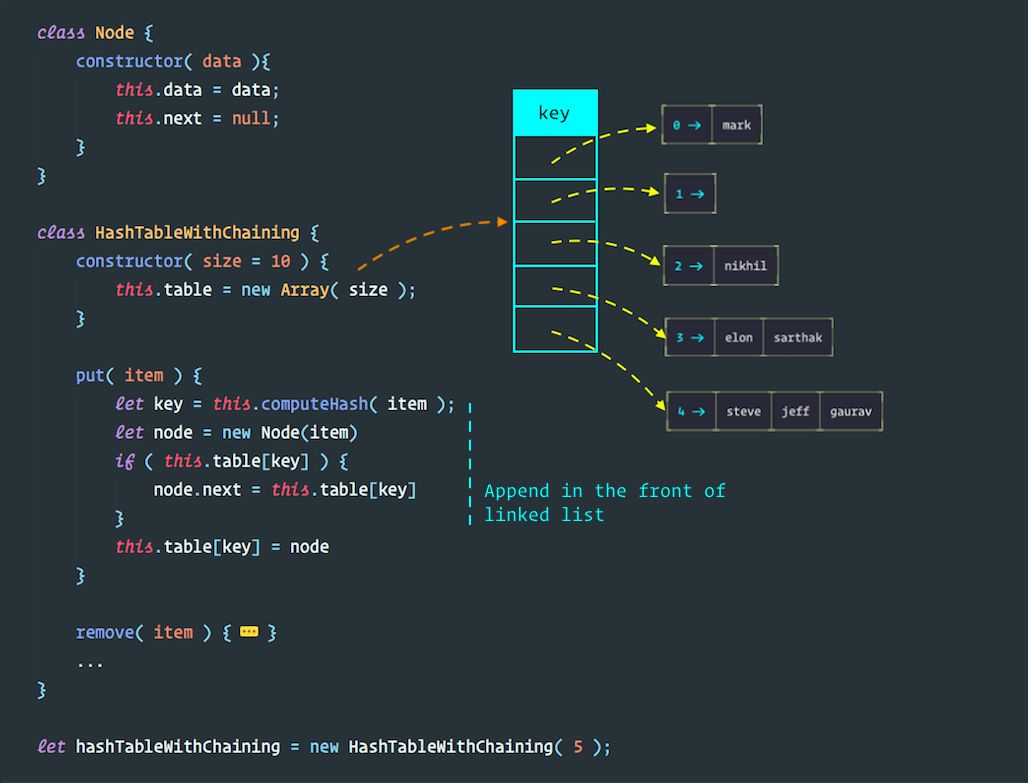 class Node {
constructor( data ){
this.data = data;
this.next = null;
}
}
class HashTableWithChaining {
constructor( size = 10 ) {
this.table = new Array( size );
}
put( item ) {
let key = this.computeHash( item );
let node = new Node(item)
if ( this.table[key] ) {
node.next = this.table[key]
}
this.table[key] = node
}
remove( item ) { ... }
...
}
let hashTableWithChaining = new HashTableWithChaining( 5 );
key
0 → mark
1 →
2 → nikhil
3 → elon sarthak
4 → steve jeff gaurav
Append in the front of
linked list